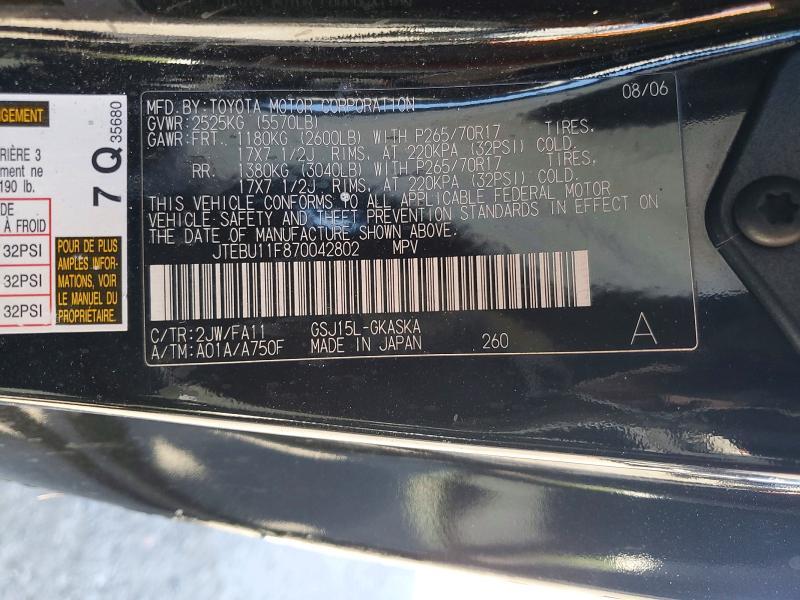 NGEMENT
RIÈRE 3
ment ne
190 lb.
DE
À FROID
32PSI
32PSI
32PSI
POUR DE PLUS
AMPLES INFOR-
MATIONS, VOIR
LE MANUEL DU
PROPRIÉTAIRE.
7 Q 35680
MFD. BY: TOYOTA MOTOR CORPORATION 08/06
GVWR: 2525KG (5570LB)
GAWR: FRT. 1180KG (2600LB) WITH P265/70R17 TIRES,
17X7 1/2J RIMS, AT 220KPA (32PSI) COLD.
RR. 1380KG (3040LB) WITH P265/70R17 TIRES,
17X7 1/2J RIMS, AT 220KPA (32PSI) COLD.
THIS VEHICLE CONFORMS TO ALL APPLICABLE FEDERAL MOTOR
VEHICLE SAFETY AND THEFT PREVENTION STANDARDS IN EFFECT ON
THE DATE OF MANUFACTURE SHOWN ABOVE.
JTEBU11F870042802 MPV
C/TR: 2JW/FA11 GSJ15L-GKASKA
A/TM: A01A/A750F MADE IN JAPAN 260 A